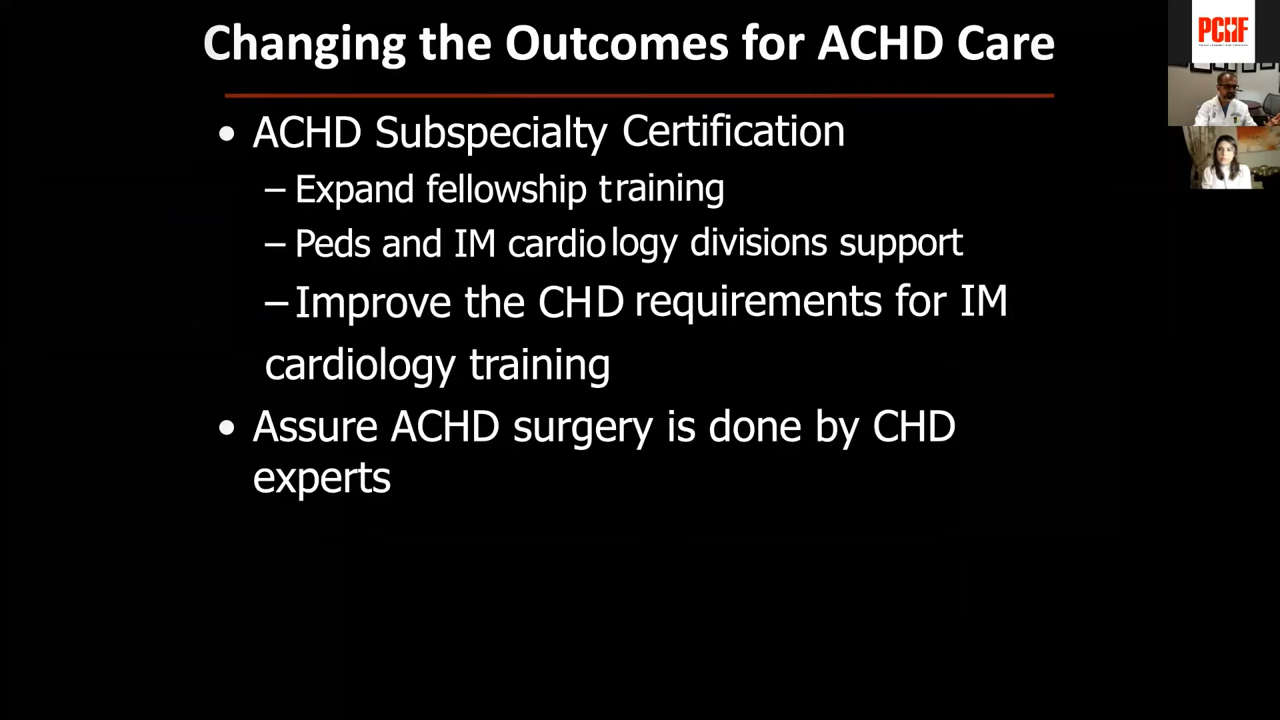 Changing the Outcomes for ACHD Care
PCHF
• ACHD Subspecialty Certification
– Expand fellowship training
– Peds and IM cardiology divisions support
– Improve the CHD requirements for IM
cardiology training
• Assure ACHD surgery is done by CHD
experts